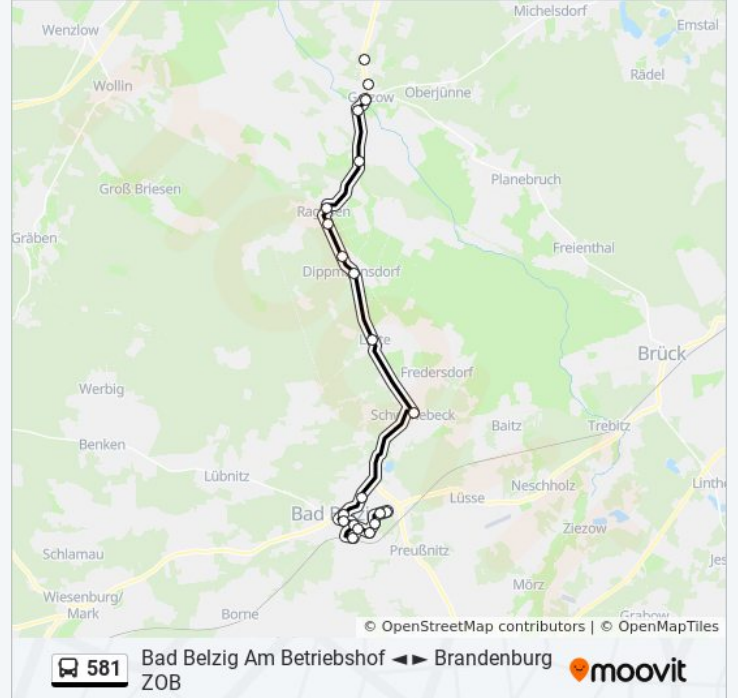 Michelsdorf
Wenzlow
Emstal
Rädel
Wollin
Oberjünne
Planebruch
Groß Briesen
Gräben
Freienthal
Brück
Fredersdorf
Werbig
Baitz
Trebitz
Benken
Lübnitz
Neschholz
Lüsse
Bad
Ziezow
Preußnitz
Schlamau
Mörz
Wiesenburg/
Mark
Borne
Grabow
© OpenStreetMap contributors | © OpenMapTiles
581
Bad Belzig Am Betriebshof ◄ ► Brandenburg
ZOB
moovit